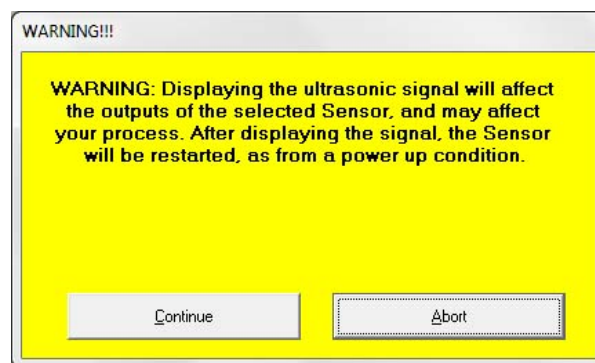 WARNING!!!
WARNING: Displaying the ultrasonic signal will affect
the outputs of the selected Sensor, and may affect
your process. After displaying the signal, the Sensor
will be restarted, as from a power up condition.
Continue
Abort